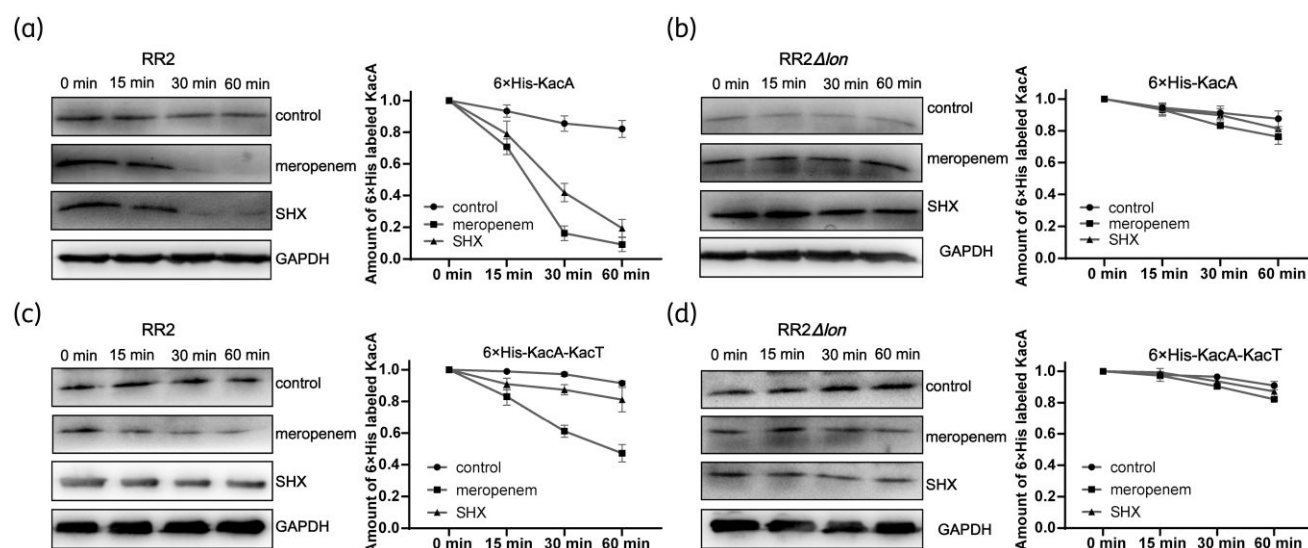 (a)
RR2
0 min 15 min 30 min 60 min
control
meropenem
SHX
GAPDH
6×His-KacA
Amount of 6×His labeled KacA
1.0
0.8
0.6
0.4
0.2
0.0
control
meropenem
SHX
0 min 15 min 30 min 60 min
(b)
RR2Δlon
0 min 15 min 30 min 60 min
control
meropenem
SHX
GAPDH
6×His-KacA
Amount of 6×His labeled KacA
1.0
0.8
0.6
0.4
0.2
0.0
control
meropenem
SHX
0 min 15 min 30 min 60 min
(c)
RR2
0 min 15 min 30 min 60 min
control
meropenem
SHX
GAPDH
6×His-KacA-KacT
Amount of 6×His labeled KacA
1.0
0.8
0.6
0.4
0.2
0.0
control
meropenem
SHX
0 min 15 min 30 min 60 min
(d)
RR2Δlon
0 min 15 min 30 min 60 min
control
meropenem
SHX
GAPDH
6×His-KacA-KacT
Amount of 6×His labeled KacA
1.0
0.8
0.6
0.4
0.2
0.0
control
meropenem
SHX
0 min 15 min 30 min 60 min